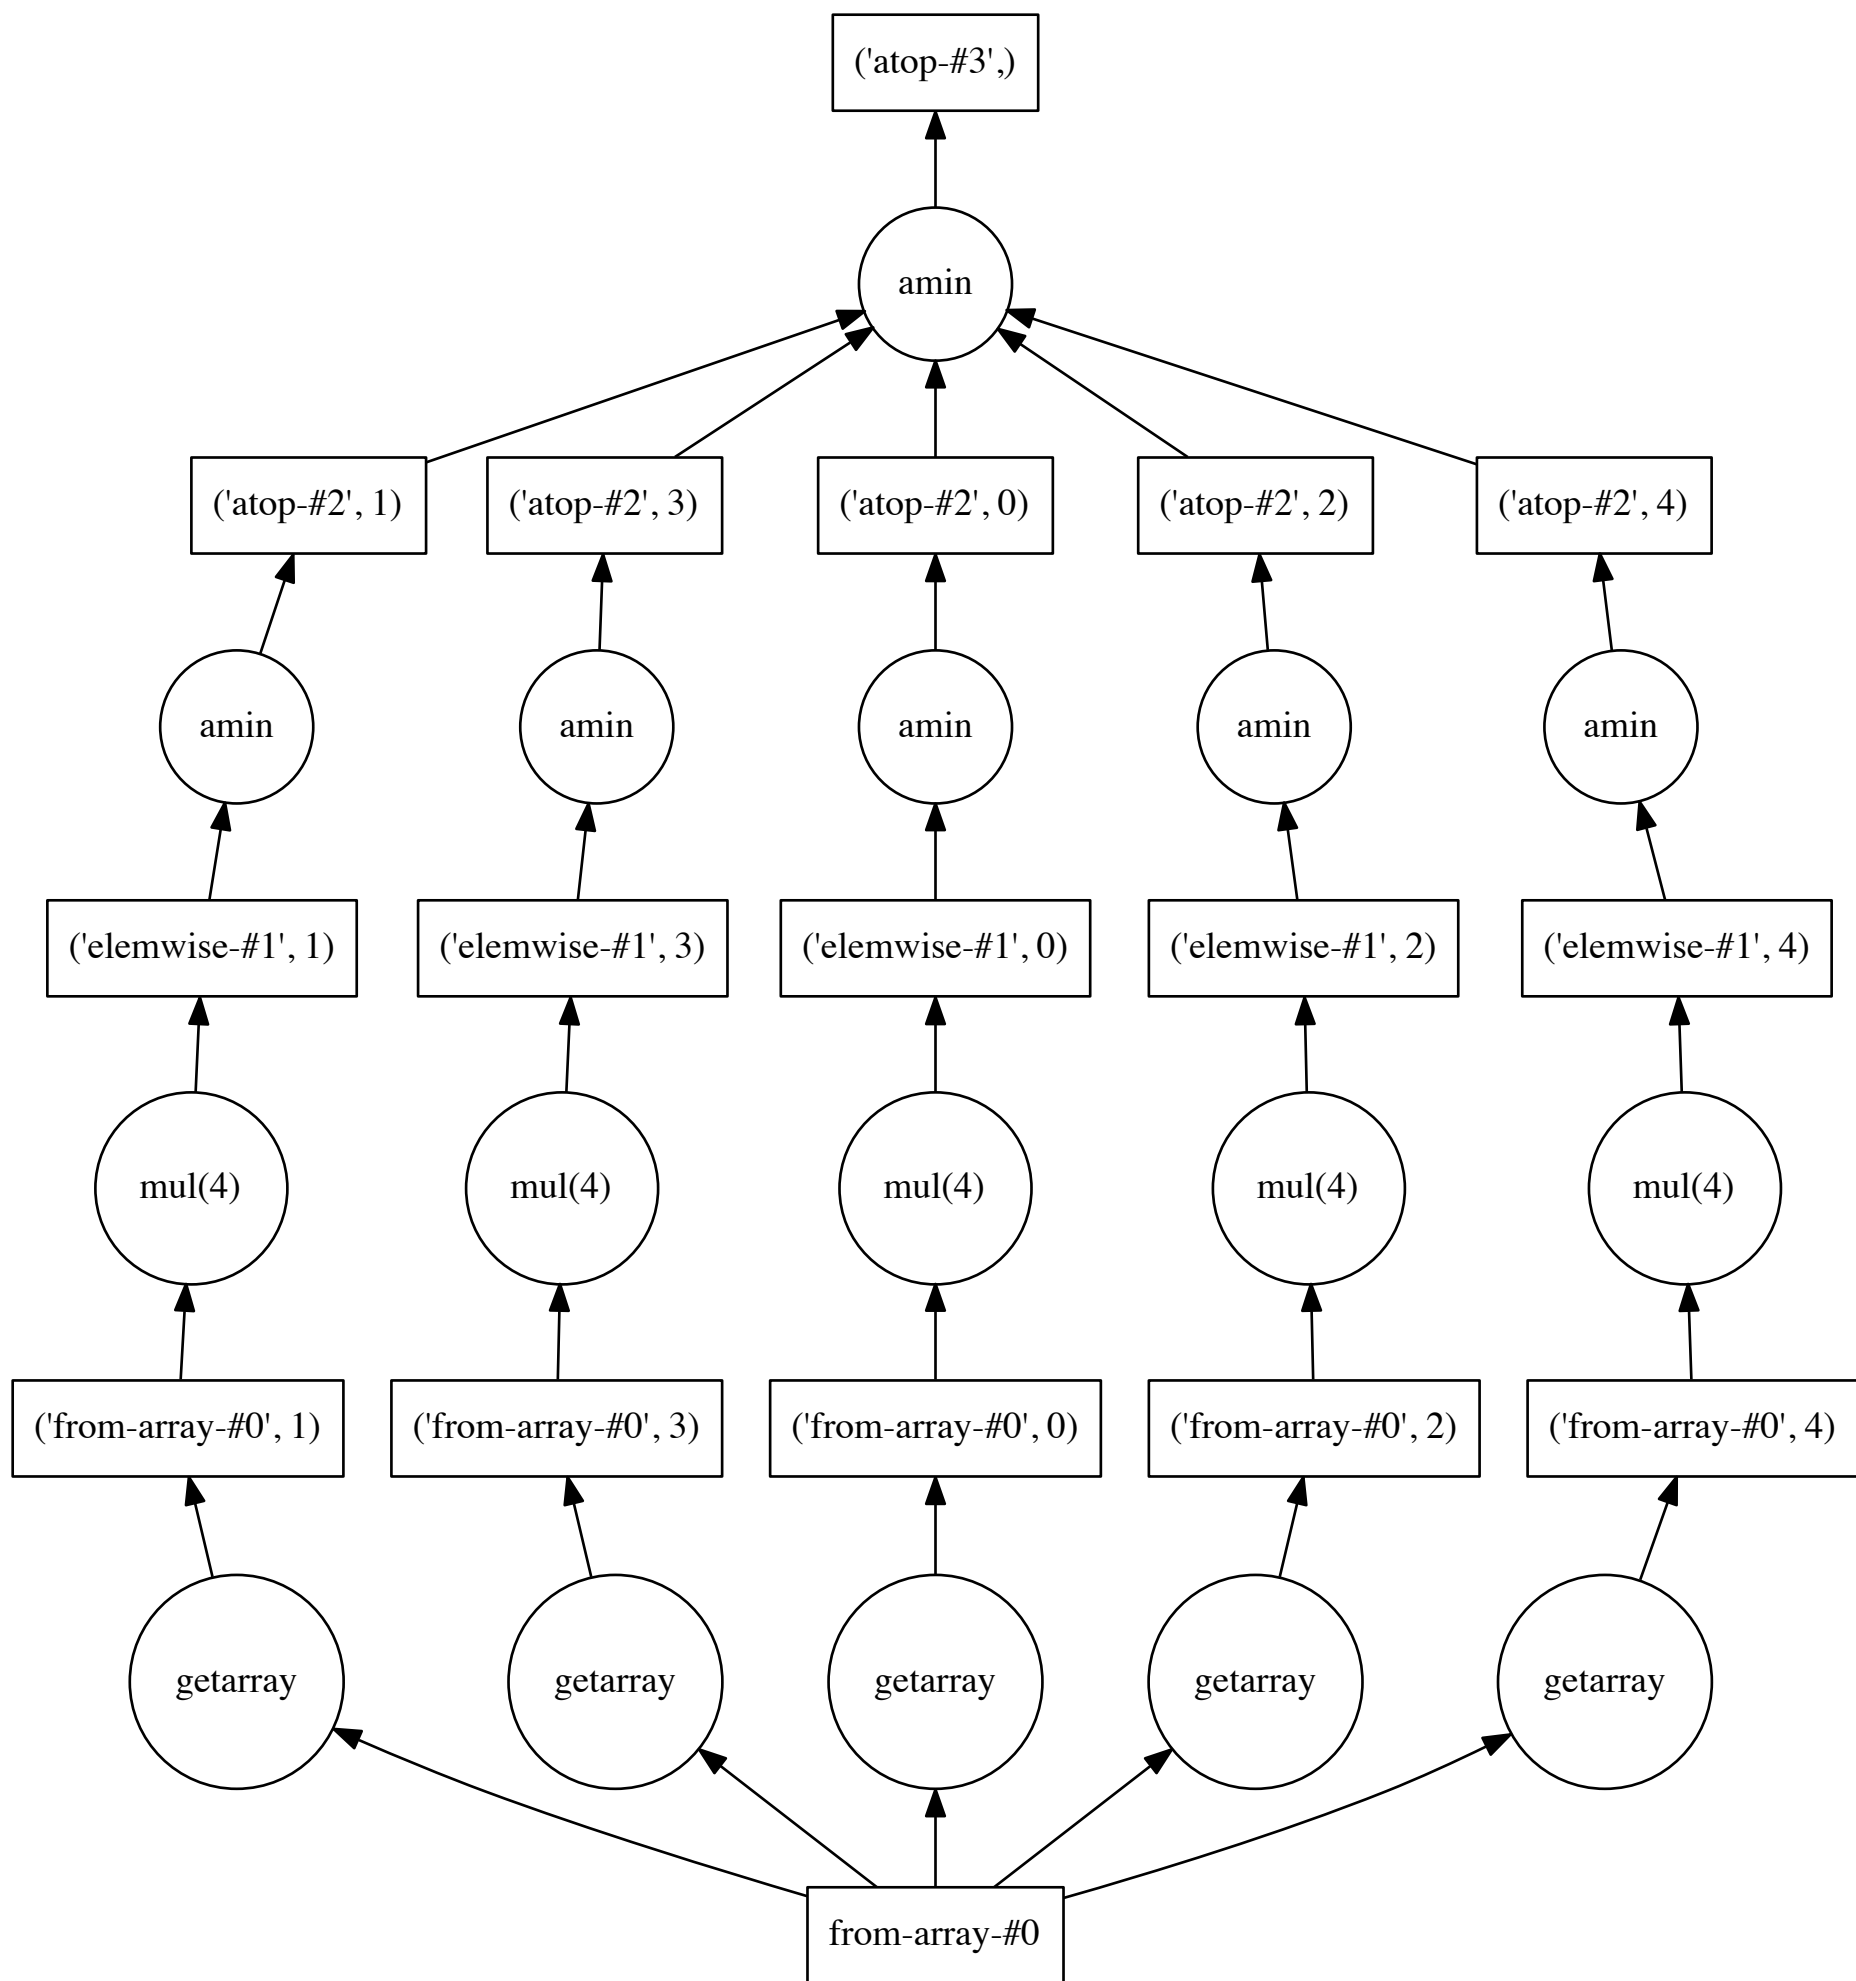 ('atop-#3',)
amin
('atop-#2', 1)
('atop-#2', 3)
('atop-#2', 0)
('atop-#2', 2)
('atop-#2', 4)
amin
amin
amin
amin
amin
('elemwise-#1', 1)
('elemwise-#1', 3)
('elemwise-#1', 0)
('elemwise-#1', 2)
('elemwise-#1', 4)
mul(4)
mul(4)
mul(4)
mul(4)
mul(4)
('from-array-#0', 1)
('from-array-#0', 3)
('from-array-#0', 0)
('from-array-#0', 2)
('from-array-#0', 4)
getarray
getarray
getarray
getarray
getarray
from-array-#0